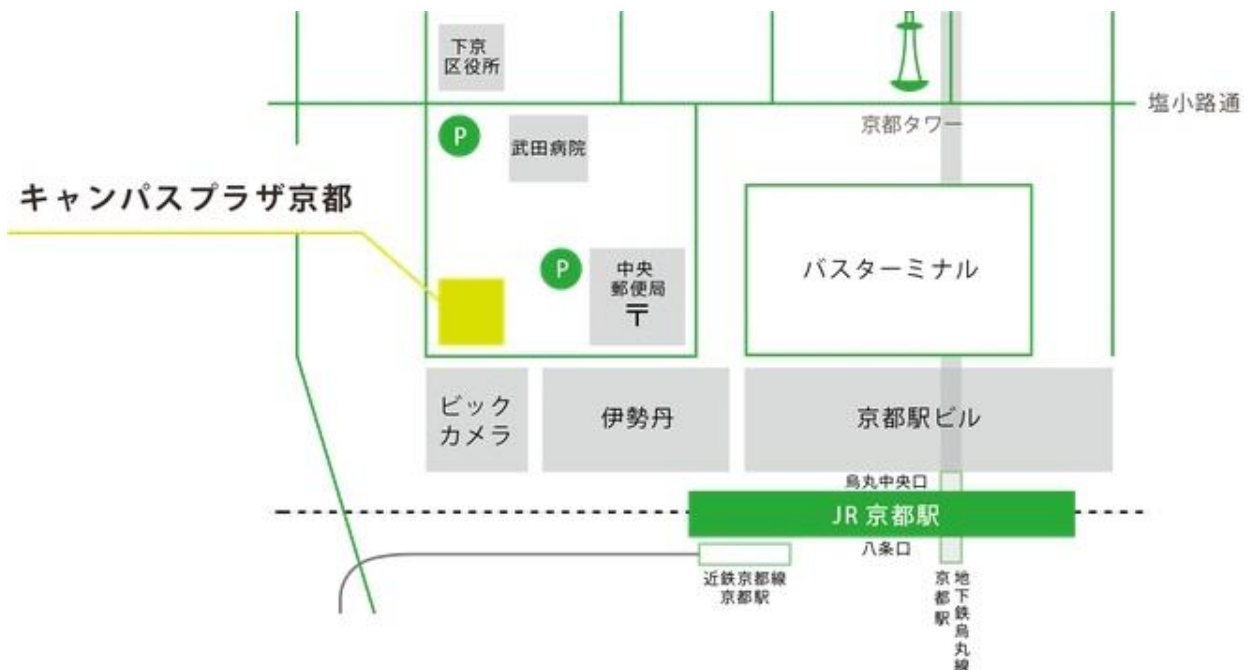 下京
区役所
塩小路通
京都タワー
P
武田病院
キャンパスプラザ京都
P
中央
郵便局
〒
バスターミナル
ビック
カメラ
伊勢丹
京都駅ビル
烏丸中央口
JR 京都駅
八条口
近鉄京都線
京都駅
地下鉄烏丸線
京都駅